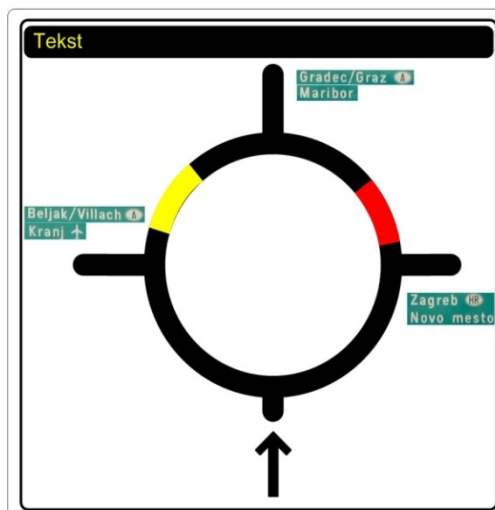 Tekst
Gradec/Graz A
Maribor
Beljak/Villach A
Kranj
Zagreb HR
Novo mesto